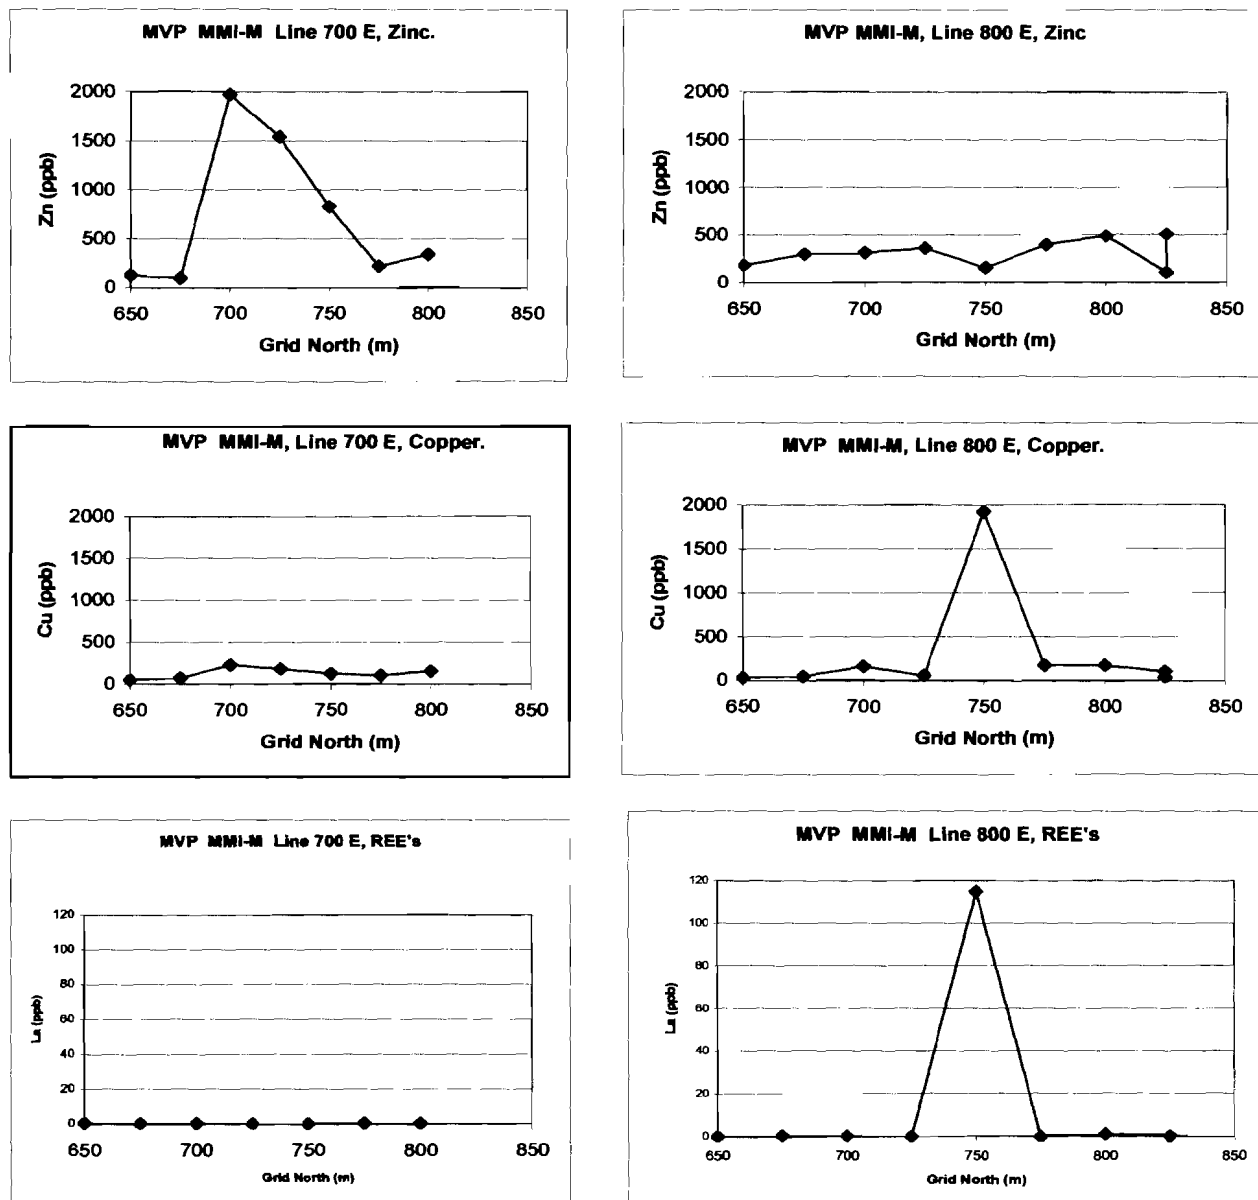 MVP MMI-M Line 700 E, Zinc.
2000
1500
1000
500
0
Zn (ppb)
650 700 750 800 850
Grid North (m)
MVP MMI-M, Line 800 E, Zinc
2000
1500
1000
500
0
Zn (ppb)
650 700 750 800 850
Grid North (m)
MVP MMI-M, Line 700 E, Copper.
2000
1500
1000
500
0
Cu (ppb)
650 700 750 800 850
Grid North (m)
MVP MMI-M, Line 800 E, Copper.
2000
1500
1000
500
0
Cu (ppb)
650 700 750 800 850
Grid North (m)
MVP MMI-M Line 700 E, REE's
120
100
80
60
40
20
0
La (ppb)
650 700 750 800 850
Grid North (m)
MVP MMI-M Line 800 E, REE's
120
100
80
60
40
20
0
La (ppb)
650 700 750 800 850
Grid North (m)